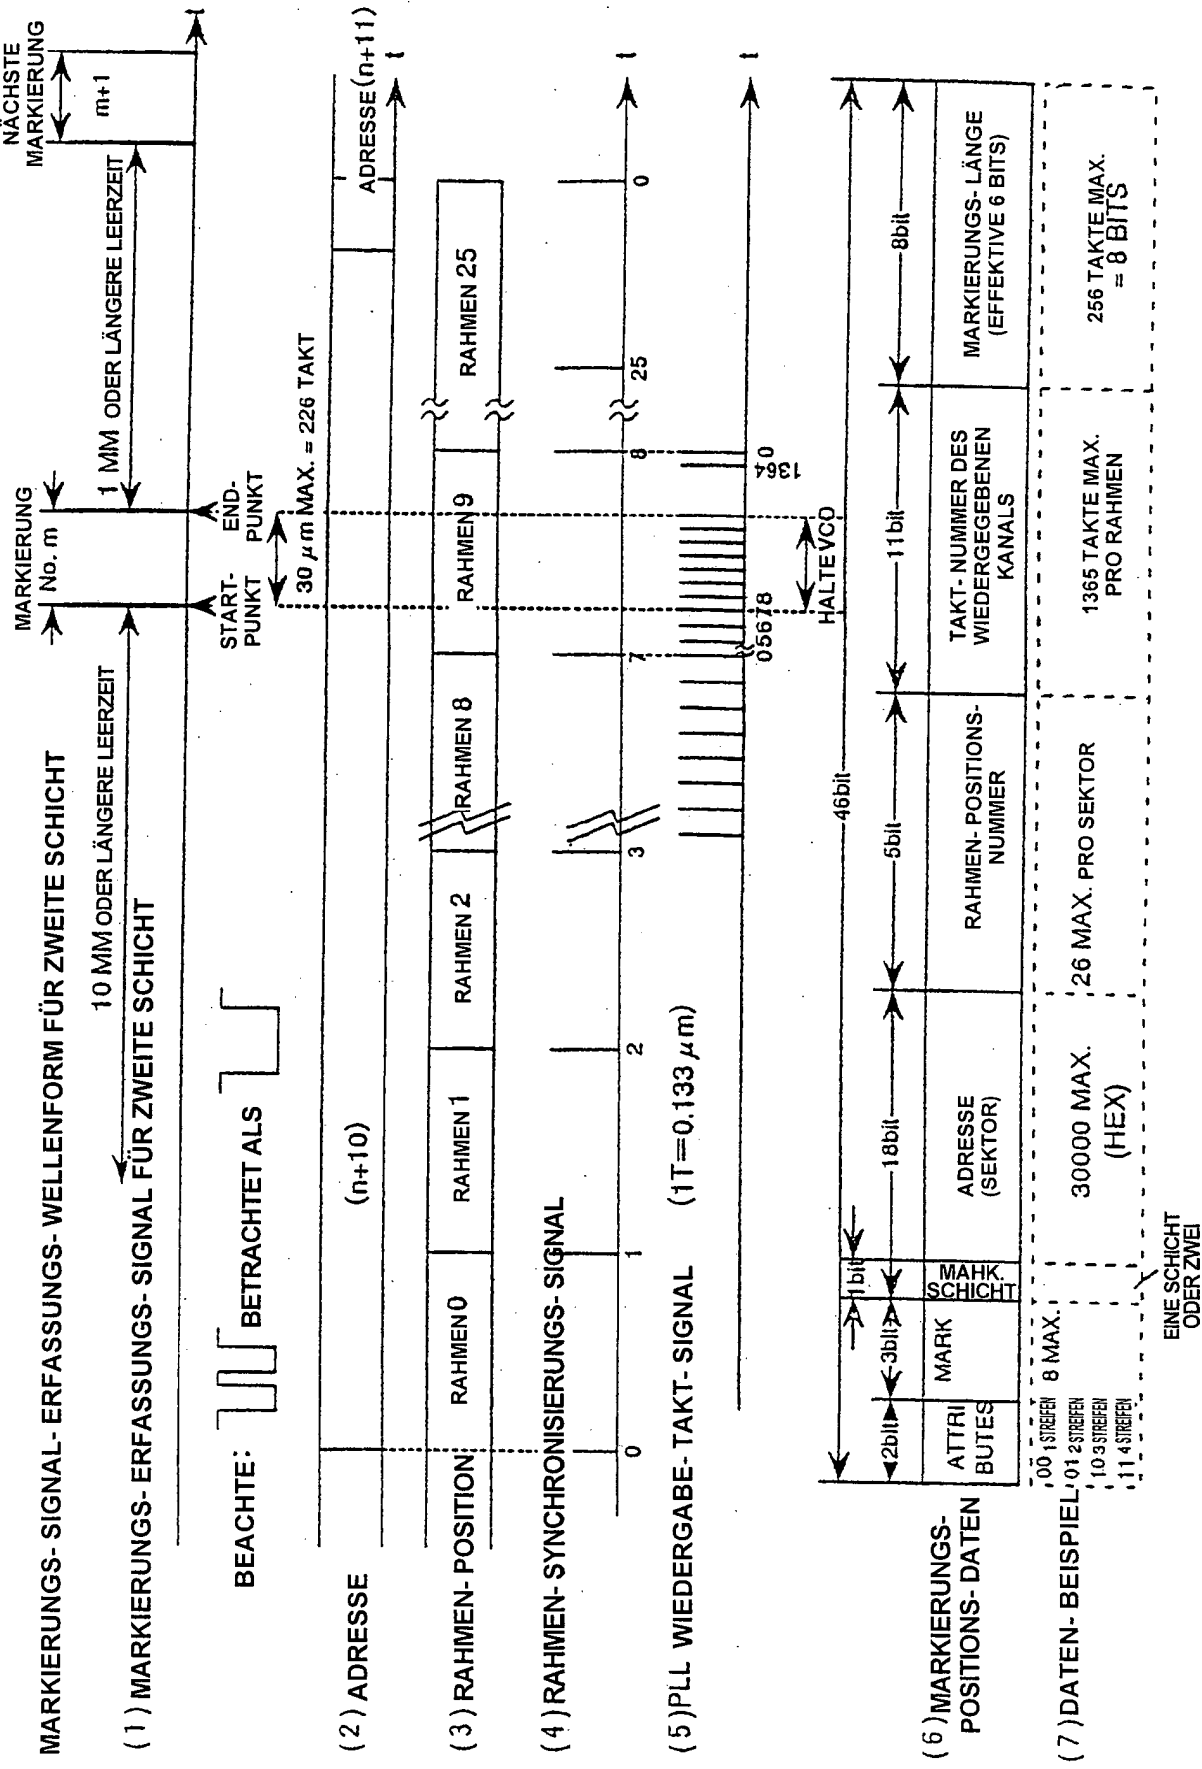 MARKIERUNGS- SIGNAL- ERFASSUNGS- WELLENFORM FÜR ZWEITE SCHICHT
(1) MARKIERUNGS- ERFASSUNGS- SIGNAL FÜR ZWEITE SCHICHT
10 MM ODER LÄNGERE LEERZEIT
MARKIERUNG
No. m
1 MM ODER LÄNGERE LEERZEIT
NÄCHSTE
MARKIERUNG
m+1
t
START-
PUNKT
END-
PUNKT
BEACHTE:
BETRACHTET ALS
30 μm MAX. = 226 TAKT
(2) ADRESSE
(n+10)
ADRESSE (n+11)
t
(3) RAHMEN- POSITION
RAHMEN 0
RAHMEN 1
RAHMEN 2
RAHMEN 8
RAHMEN 9
RAHMEN 25
(4) RAHMEN- SYNCHRONISIERUNGS- SIGNAL
0
1
2
3
7
8
25
0
t
(5) PLL WIEDERGABE- TAKT- SIGNAL (1T=0.133 μm)
0 5 6 7 8
1364
0
t
HALTE VCO
46bit
1bit
2bit
3bit
18bit
5bit
11bit
8bit
(6) MARKIERUNGS-
POSITIONS- DATEN
ATTRI
BUTES
MARK
MAHK.
SCHICHT
ADRESSE
(SEKTOR)
RAHMEN- POSITIONS-
NUMMER
TAKT- NUMMER DES
WIEDERGEGEBENEN
KANALS
MARKIERUNGS- LÄNGE
(EFFEKTIVE 6 BITS)
(7) DATEN- BEISPIEL
00 1 STREIFEN
01 2 STREIFEN
10 3 STREIFEN
11 4 STREIFEN
8 MAX.
30000 MAX.
(HEX)
26 MAX. PRO SEKTOR
1365 TAKTE MAX.
PRO RAHMEN
256 TAKTE MAX.
= 8 BITS
EINE SCHICHT
ODER ZWEI